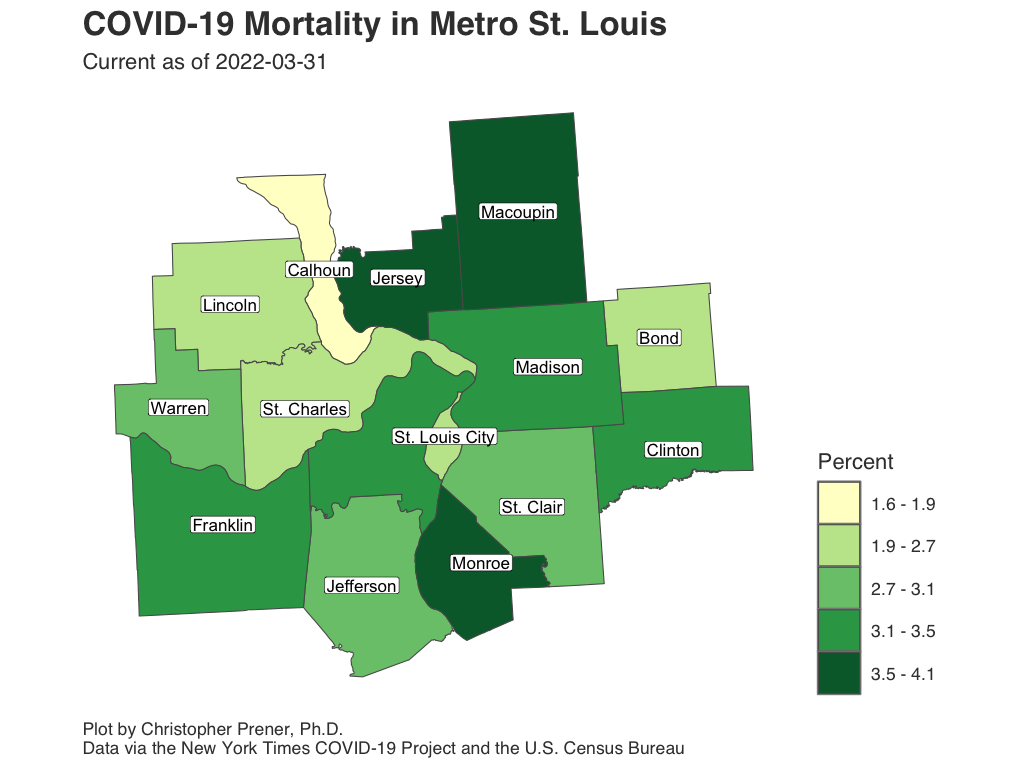 COVID-19 Mortality in Metro St. Louis
Current as of 2022-03-31
Macoupin
Calhoun
Jersey
Lincoln
Bond
Madison
Warren
St. Charles
St. Louis City
Clinton
St. Clair
Franklin
Monroe
Jefferson
Percent
1.6 - 1.9
1.9 - 2.7
2.7 - 3.1
3.1 - 3.5
3.5 - 4.1
Plot by Christopher Prener, Ph.D.
Data via the New York Times COVID-19 Project and the U.S. Census Bureau